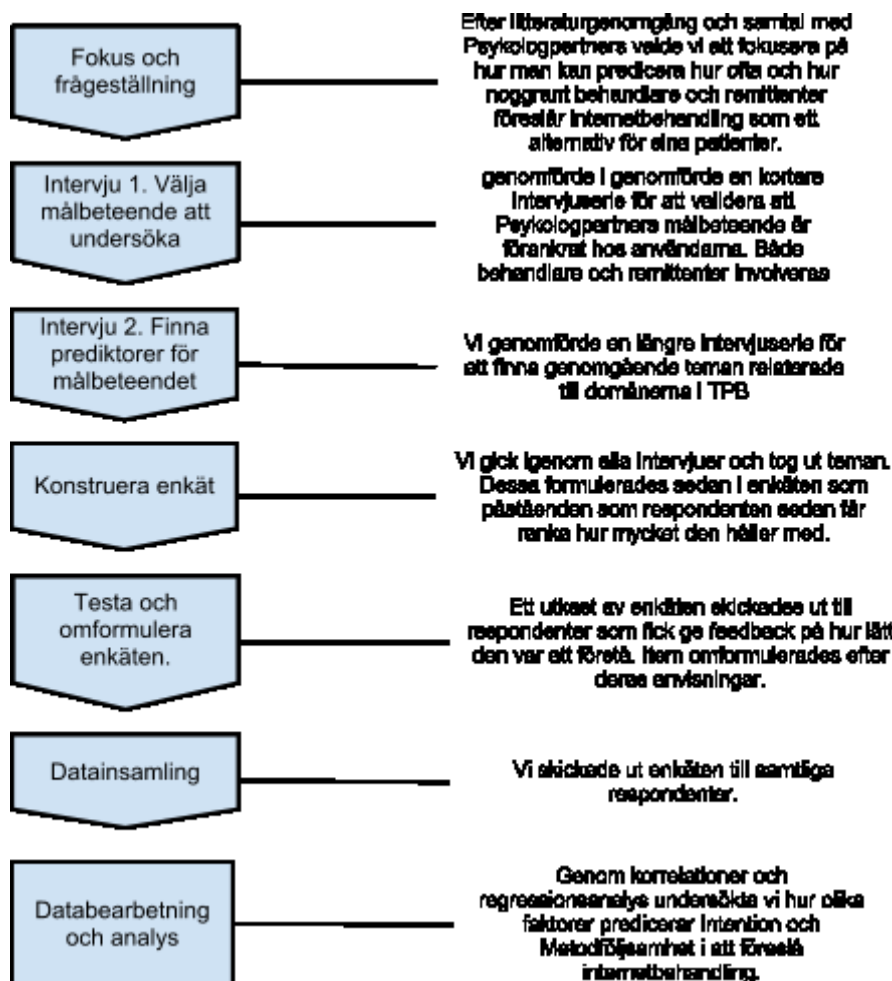 Fokus och
frågeställning
Efter litteraturgenomgång och samtal med
Psykologpartners valde vi att fokusera på
hur man kan predicera hur ofta och hur
noggrant behandlare och remittenter
föreslår internetbehandling som ett
alternativ för sina patienter.
Intervju 1. Välja
målbeteende att
undersöka
genomförde i genomförde en kortare
intervjuserie för att validera att
Psykologpartners målbeteende är
förankrat hos användarna. Både
behandlare och remittenter involveras
Intervju 2. Finna
prediktorer för
målbeteendet
Vi genomförde en längre intervjuserie för
att finna genomgående teman relaterade
till domänerna i TPB
Konstruera enkät
Vi gick igenom alla intervjuer och tog ut teman.
Dessa formulerades sedan i enkäten som
påståenden som respondenten sedan får
ranka hur mycket den håller med.
Testa och
omformulera
enkäten.
Ett utkast av enkäten skickades ut till
respondenter som fick ge feedback på hur lätt
den var att förstå. Item omformulerades efter
deras anvisningar.
Datainsamling
Vi skickade ut enkäten till samtliga
respondenter.
Databearbetning
och analys
Genom korrelationer och
regressionsanalys undersökte vi hur olika
faktorer predicerar Intention och
Metodföljsamhet i att föreslå
internetbehandling.